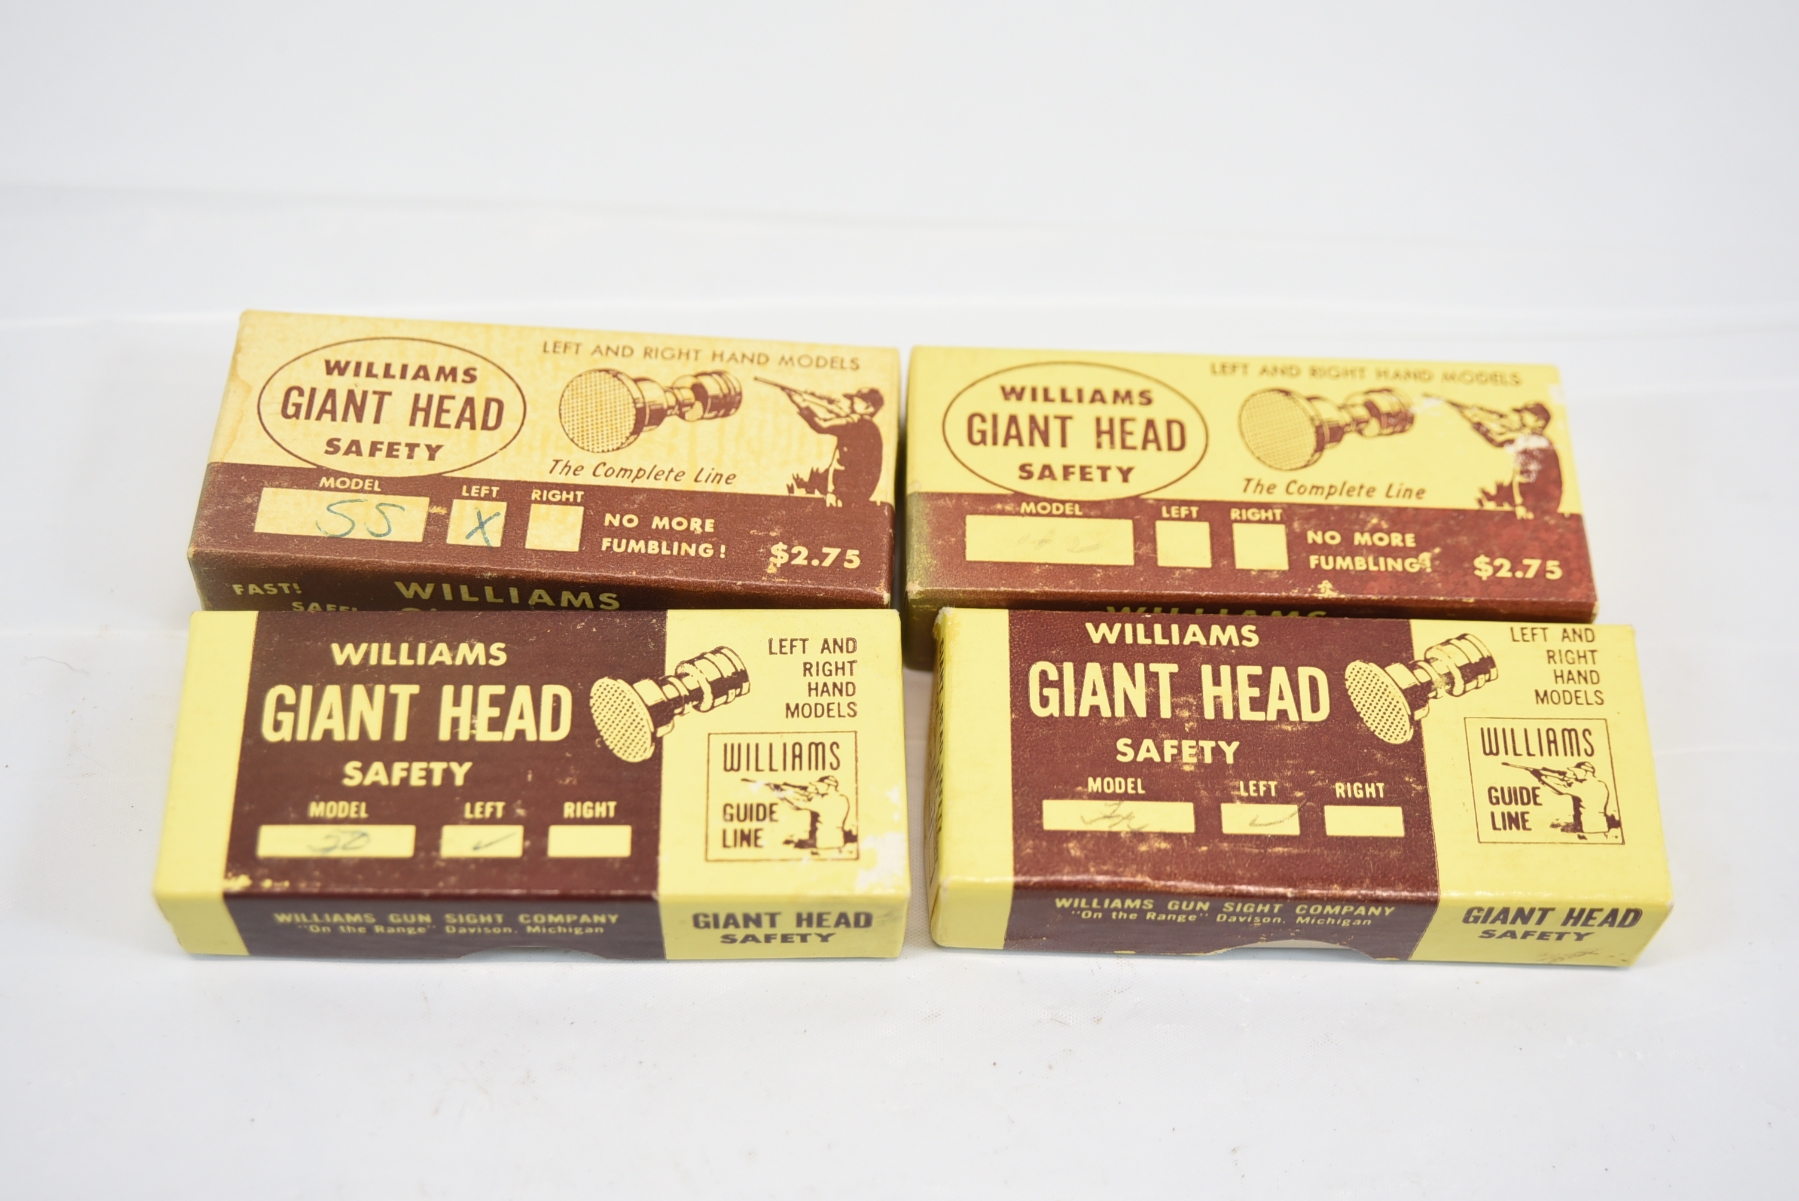 WILLIAMS
GIANT HEAD
SAFETY
LEFT AND RIGHT HAND MODELS
The Complete Line
MODEL LEFT RIGHT
SS X
NO MORE
FUMBLING!
$2.75
FAST! WILLIAMS
WILLIAMS
GIANT HEAD
SAFETY
LEFT AND RIGHT HAND MODELS
The Complete Line
MODEL LEFT RIGHT
NO MORE
FUMBLING!
$2.75
WILLIAMS
WILLIAMS
GIANT HEAD
SAFETY
MODEL LEFT RIGHT
LEFT AND
RIGHT
HAND
MODELS
WILLIAMS
GUIDE
LINE
WILLIAMS GUN SIGHT COMPANY
"On the Range" Davison, Michigan
GIANT HEAD
SAFETY
WILLIAMS
GIANT HEAD
SAFETY
MODEL LEFT RIGHT
LEFT AND
RIGHT
HAND
MODELS
WILLIAMS
GUIDE
LINE
WILLIAMS GUN SIGHT COMPANY
"On the Range" Davison, Michigan
GIANT HEAD
SAFETY